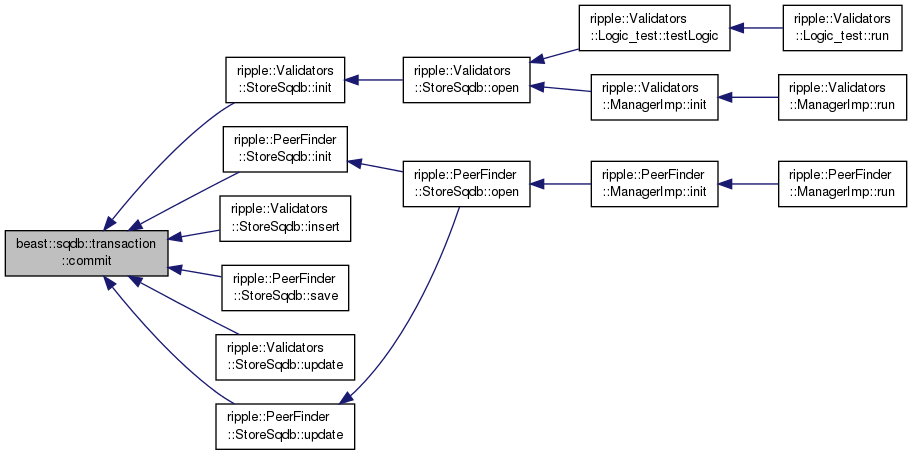 ripple::Validators
::Logic_test::testLogic
ripple::Validators
::Logic_test::run
ripple::Validators
::StoreSqdb::init
ripple::Validators
::StoreSqdb::open
ripple::Validators
::ManagerImp::init
ripple::Validators
::ManagerImp::run
ripple::PeerFinder
::StoreSqdb::init
ripple::PeerFinder
::StoreSqdb::open
ripple::PeerFinder
::ManagerImp::init
ripple::PeerFinder
::ManagerImp::run
ripple::Validators
::StoreSqdb::insert
beast::sqdb::transaction
::commit
ripple::PeerFinder
::StoreSqdb::save
ripple::Validators
::StoreSqdb::update
ripple::PeerFinder
::StoreSqdb::update